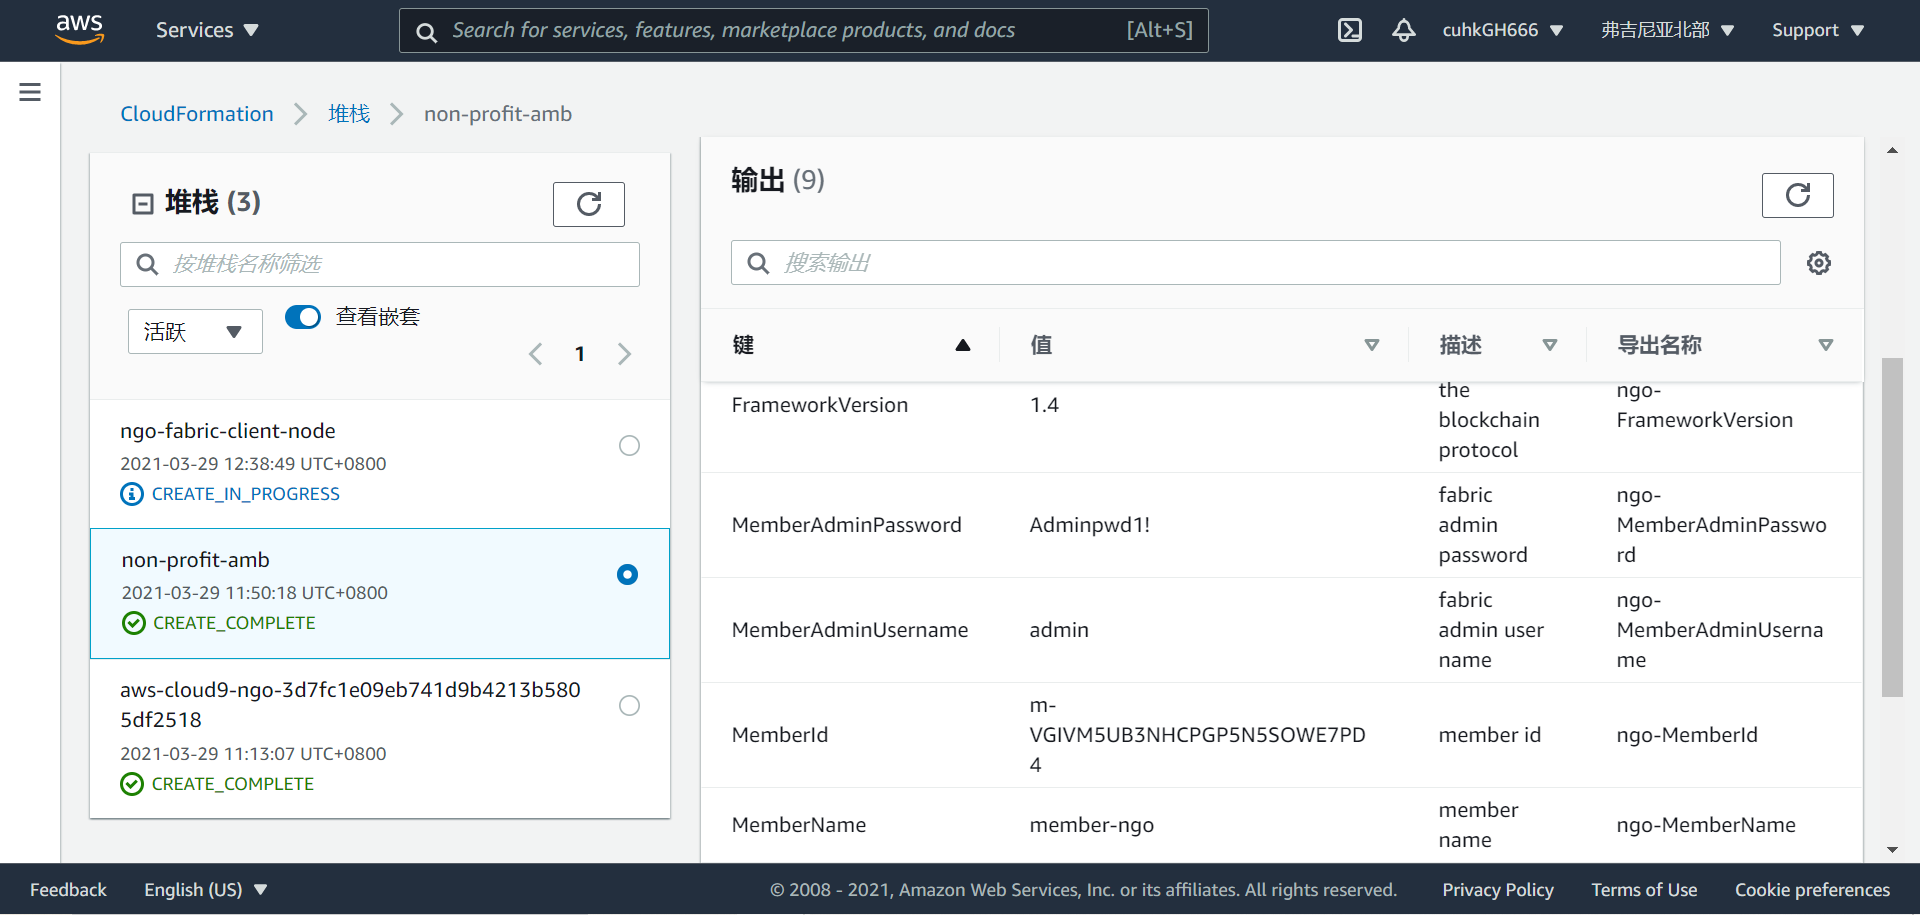 aws
Services
Search for services, features, marketplace products, and docs
[Alt+S]
cuhkGH666
弗吉尼亚北部
Support
CloudFormation
堆栈
non-profit-amb
堆栈 (3)
按堆栈名称筛选
活跃
查看嵌套
1
ngo-fabric-client-node
2021-03-29 12:38:49 UTC+0800
CREATE_IN_PROGRESS
non-profit-amb
2021-03-29 11:50:18 UTC+0800
CREATE_COMPLETE
aws-cloud9-ngo-3d7fc1e09eb741d9b4213b580
5df2518
2021-03-29 11:13:07 UTC+0800
CREATE_COMPLETE
输出 (9)
搜索输出
键
值
描述
导出名称
FrameworkVersion
1.4
the
blockchain
protocol
ngo-
FrameworkVersion
MemberAdminPassword
Adminpwd1!
fabric
admin
password
ngo-
MemberAdminPasswo
rd
MemberAdminUsername
admin
fabric
admin user
name
ngo-
MemberAdminUserna
me
MemberId
m-
VGIVM5UB3NHCPGP5N5SOWE7PD
4
member id
ngo-MemberId
MemberName
member-ngo
member
name
ngo-MemberName
Feedback
English (US)
© 2008 - 2021, Amazon Web Services, Inc. or its affiliates. All rights reserved.
Privacy Policy
Terms of Use
Cookie preferences